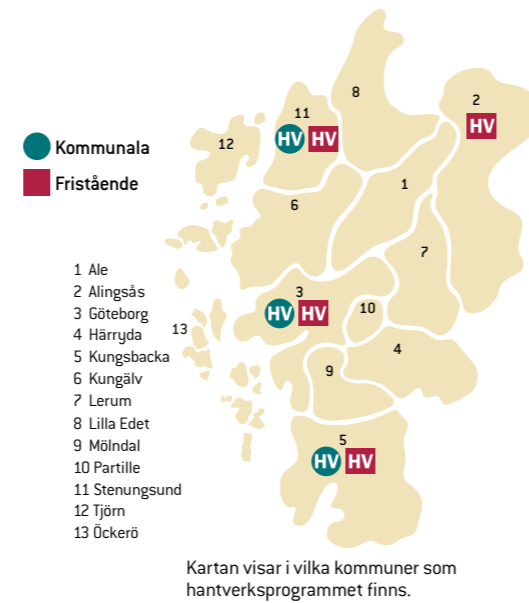 8
2
HV
11
HV HV
12
Kommunala
Fristående
1
6
7
1 Ale
2 Alingsås
3 Göteborg
4 Härryda
5 Kungsbacka
6 Kungälv
7 Lerum
8 Lilla Edet
9 Mölndal
10 Partille
11 Stenungsund
12 Tjörn
13 Öckerö
3
HV HV
10
13
4
9
5
HV HV
Kartan visar i vilka kommuner som
hantverksprogrammet finns.